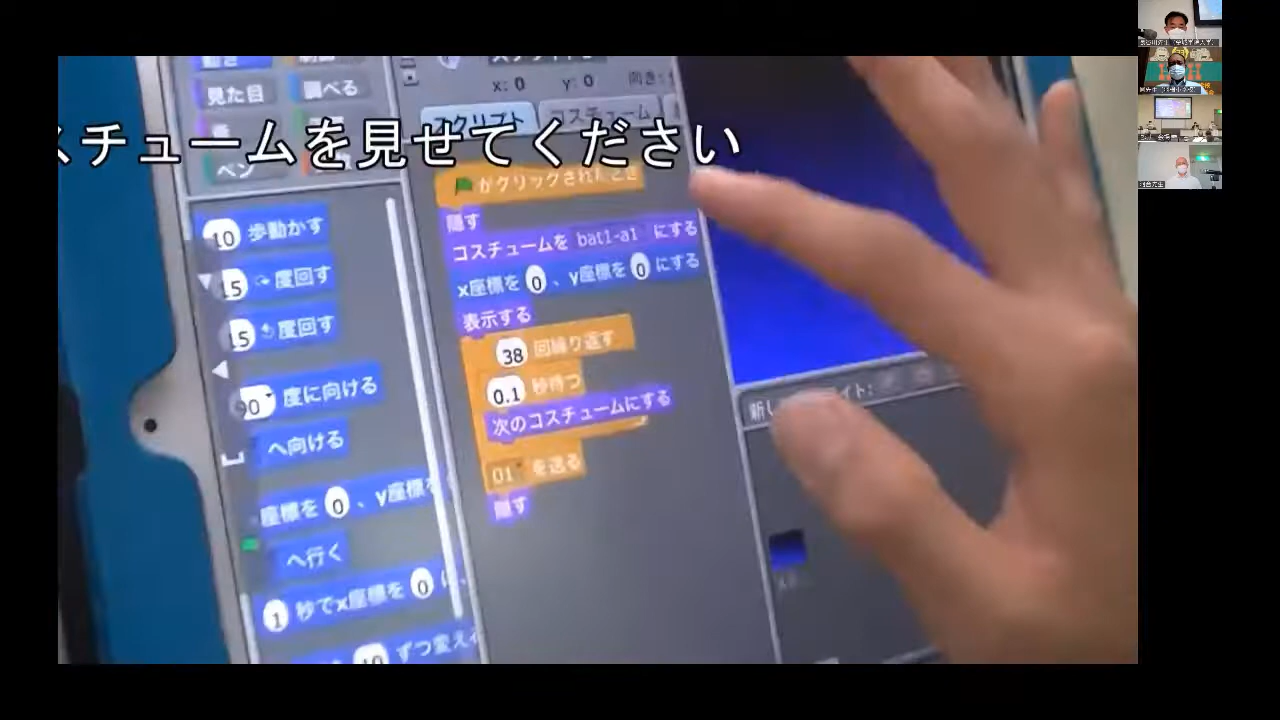 スチュームを見せてください
見た目
調べる
ペン
x: 0 y: 0 向き:
スクリプト
コスチューム
がクリックされたとき
隠す
コスチュームを bat1-a1 にする
x座標を 0 、y座標を 0 にする
表示する
38 回繰り返す
0.1 秒待つ
次のコスチュームにする
01 を送る
隠す
10 歩動かす
15 度回す
15 度回す
90 度に向ける
へ向ける
座標を 0 、y座標を
へ行く
1 秒でx座標を 0 に、
10 ずつ変え
新し
イト: